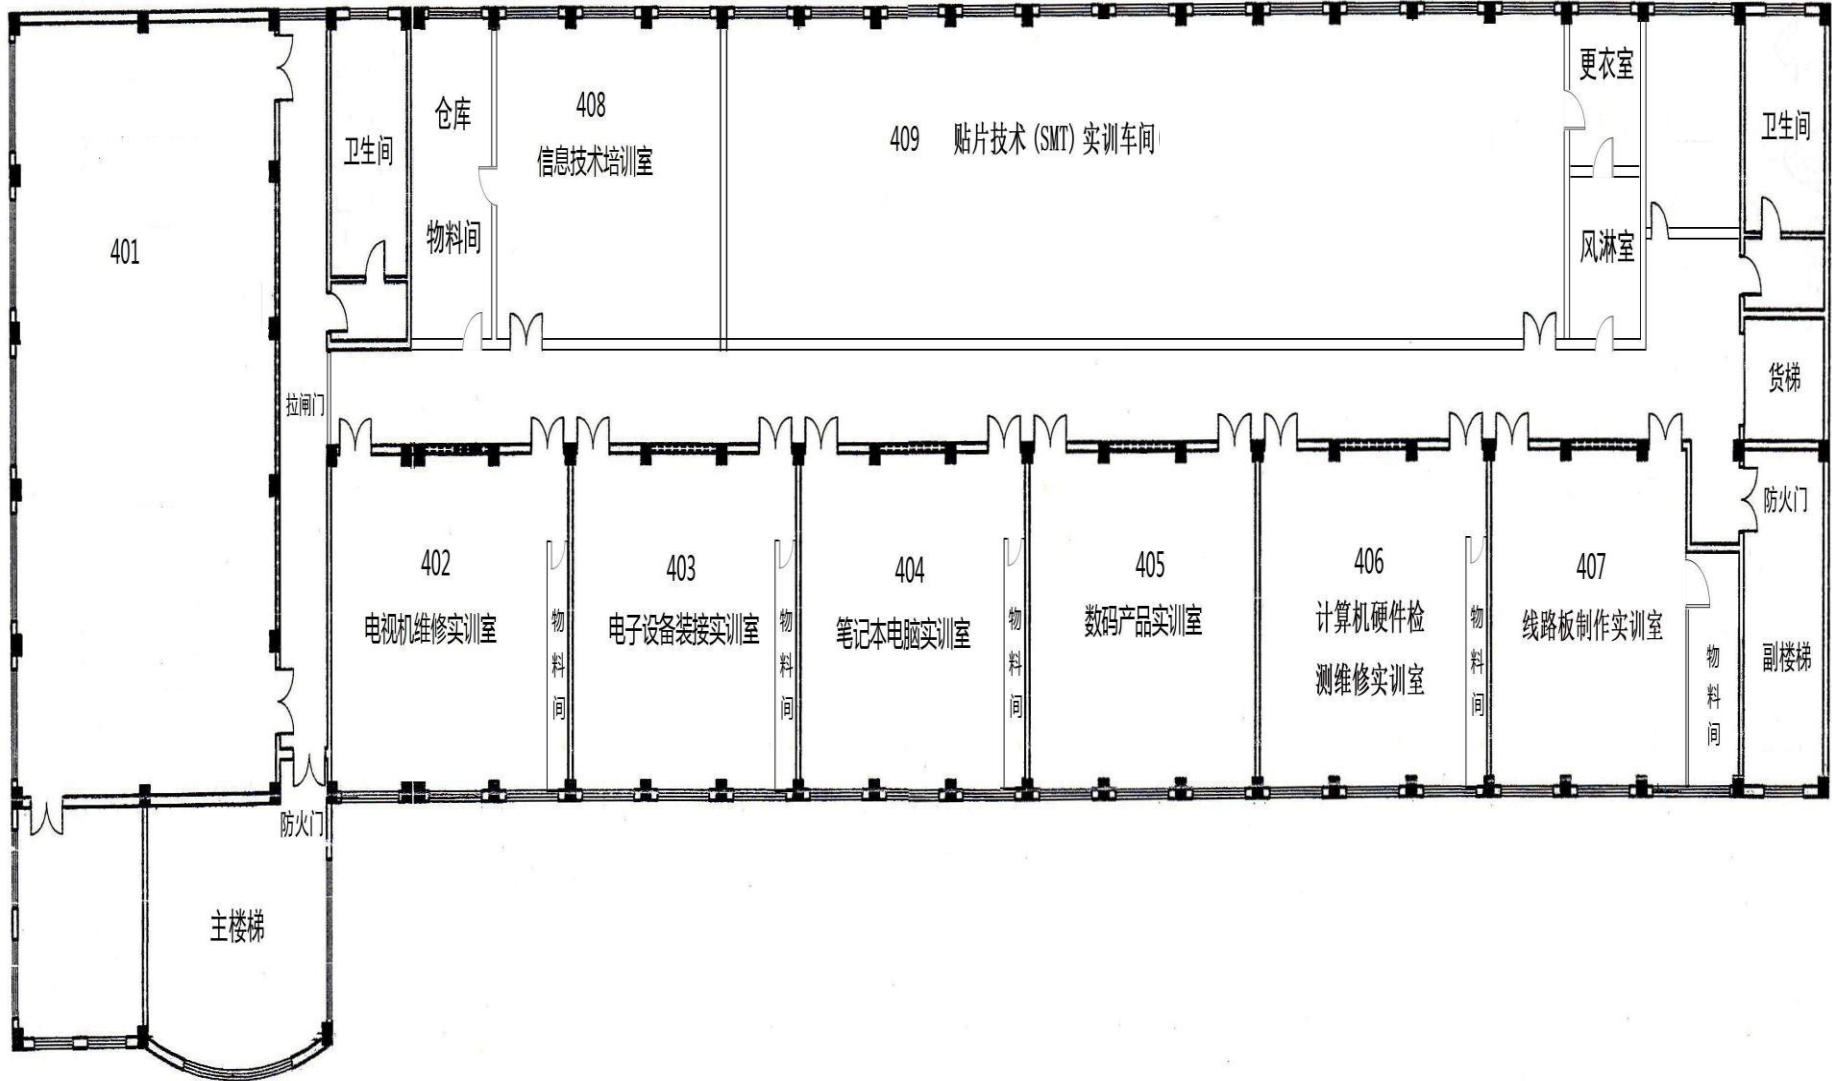 更衣室
仓库
408
409 贴片技术(SMT)实训车间
卫生间
卫生间
信息技术培训室
401
物料间
风淋室
货梯
拉闸门
防火门
402
403
404
405
406
407
电视机维修实训室
物料间
电子设备装接实训室
物料间
笔记本电脑实训室
物料间
数码产品实训室
计算机硬件检
测维修实训室
物料间
线路板制作实训室
物料间
副楼梯
防火门
主楼梯